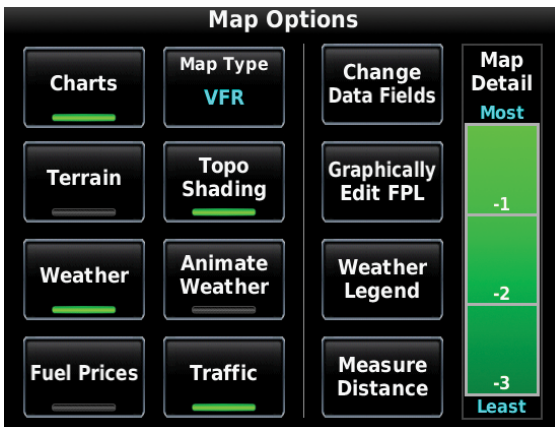 Map Options
Charts
Map Type
VFR
Terrain
Topo
Shading
Weather
Animate
Weather
Fuel Prices
Traffic
Change
Data Fields
Graphically
Edit FPL
Weather
Legend
Measure
Distance
Map
Detail
Most
-1
-2
-3
Least